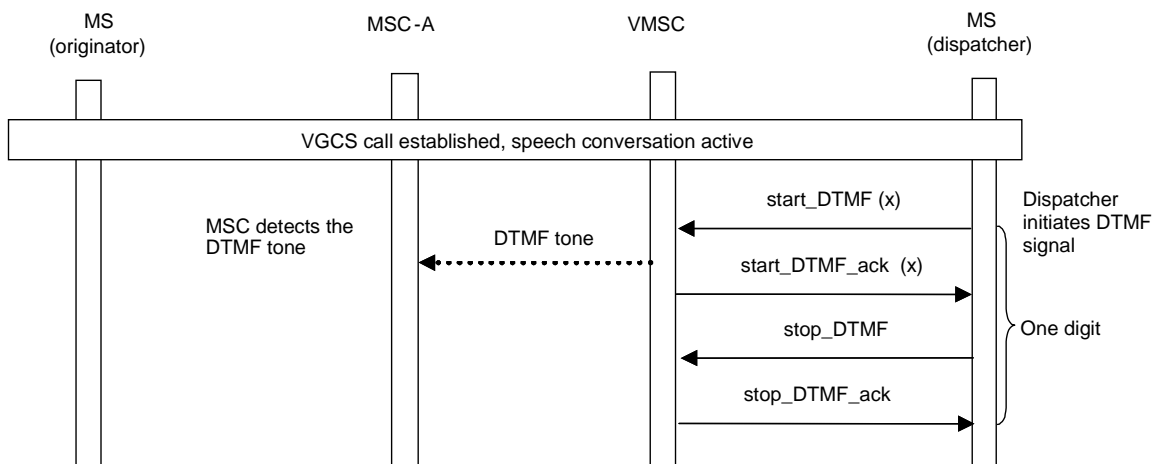 MS
(originator)
MSC-A
VMSC
MS
(dispatcher)
VGCS call established, speech conversation active
start_DTMF (x)
Dispatcher
initiates DTMF
signal
MSC detects the
DTMF tone
DTMF tone
start_DTMF_ack (x)
stop_DTMF
One digit
stop_DTMF_ack